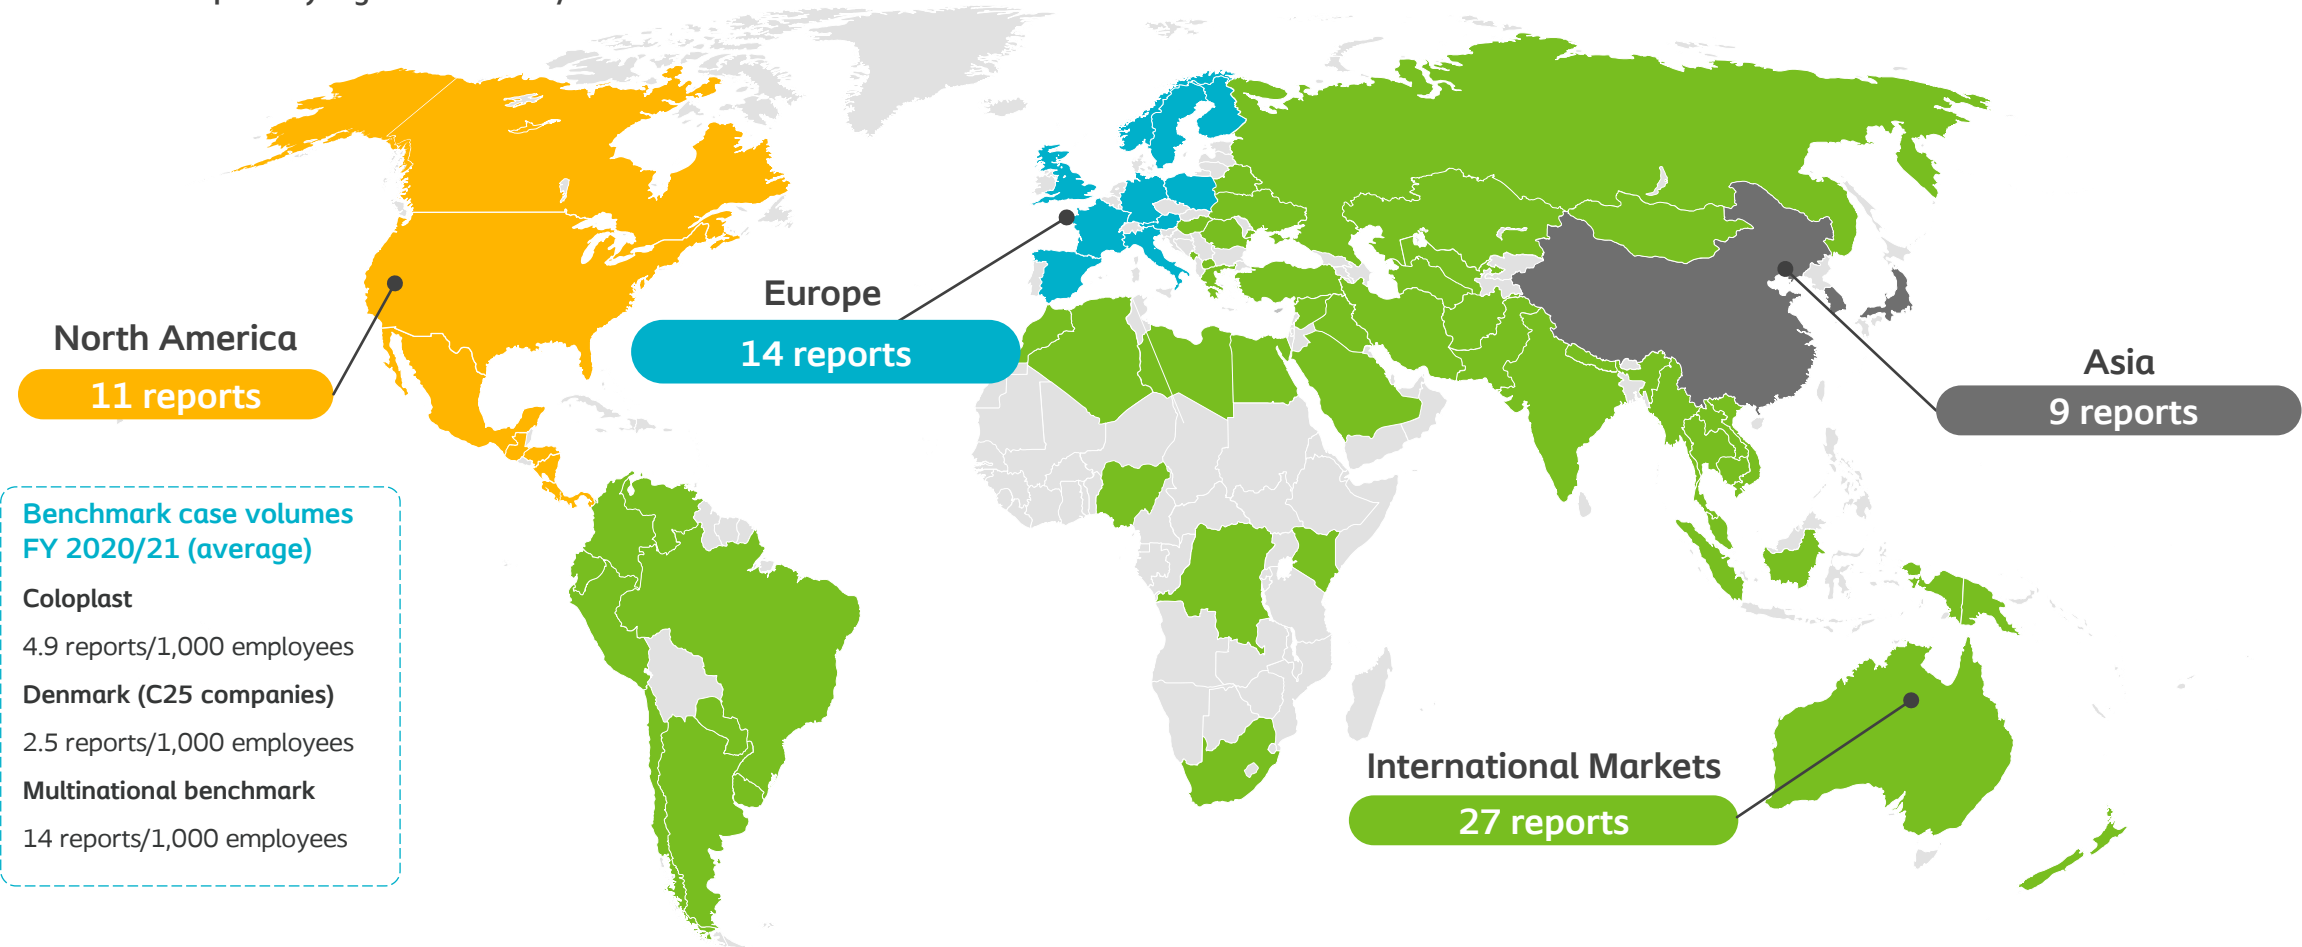 North America
11 reports
Europe
14 reports
Asia
9 reports
International Markets
27 reports
Benchmark case volumes
FY 2020/21 (average)
Coloplast
4.9 reports/1,000 employees
Denmark (C25 companies)
2.5 reports/1,000 employees
Multinational benchmark
14 reports/1,000 employees